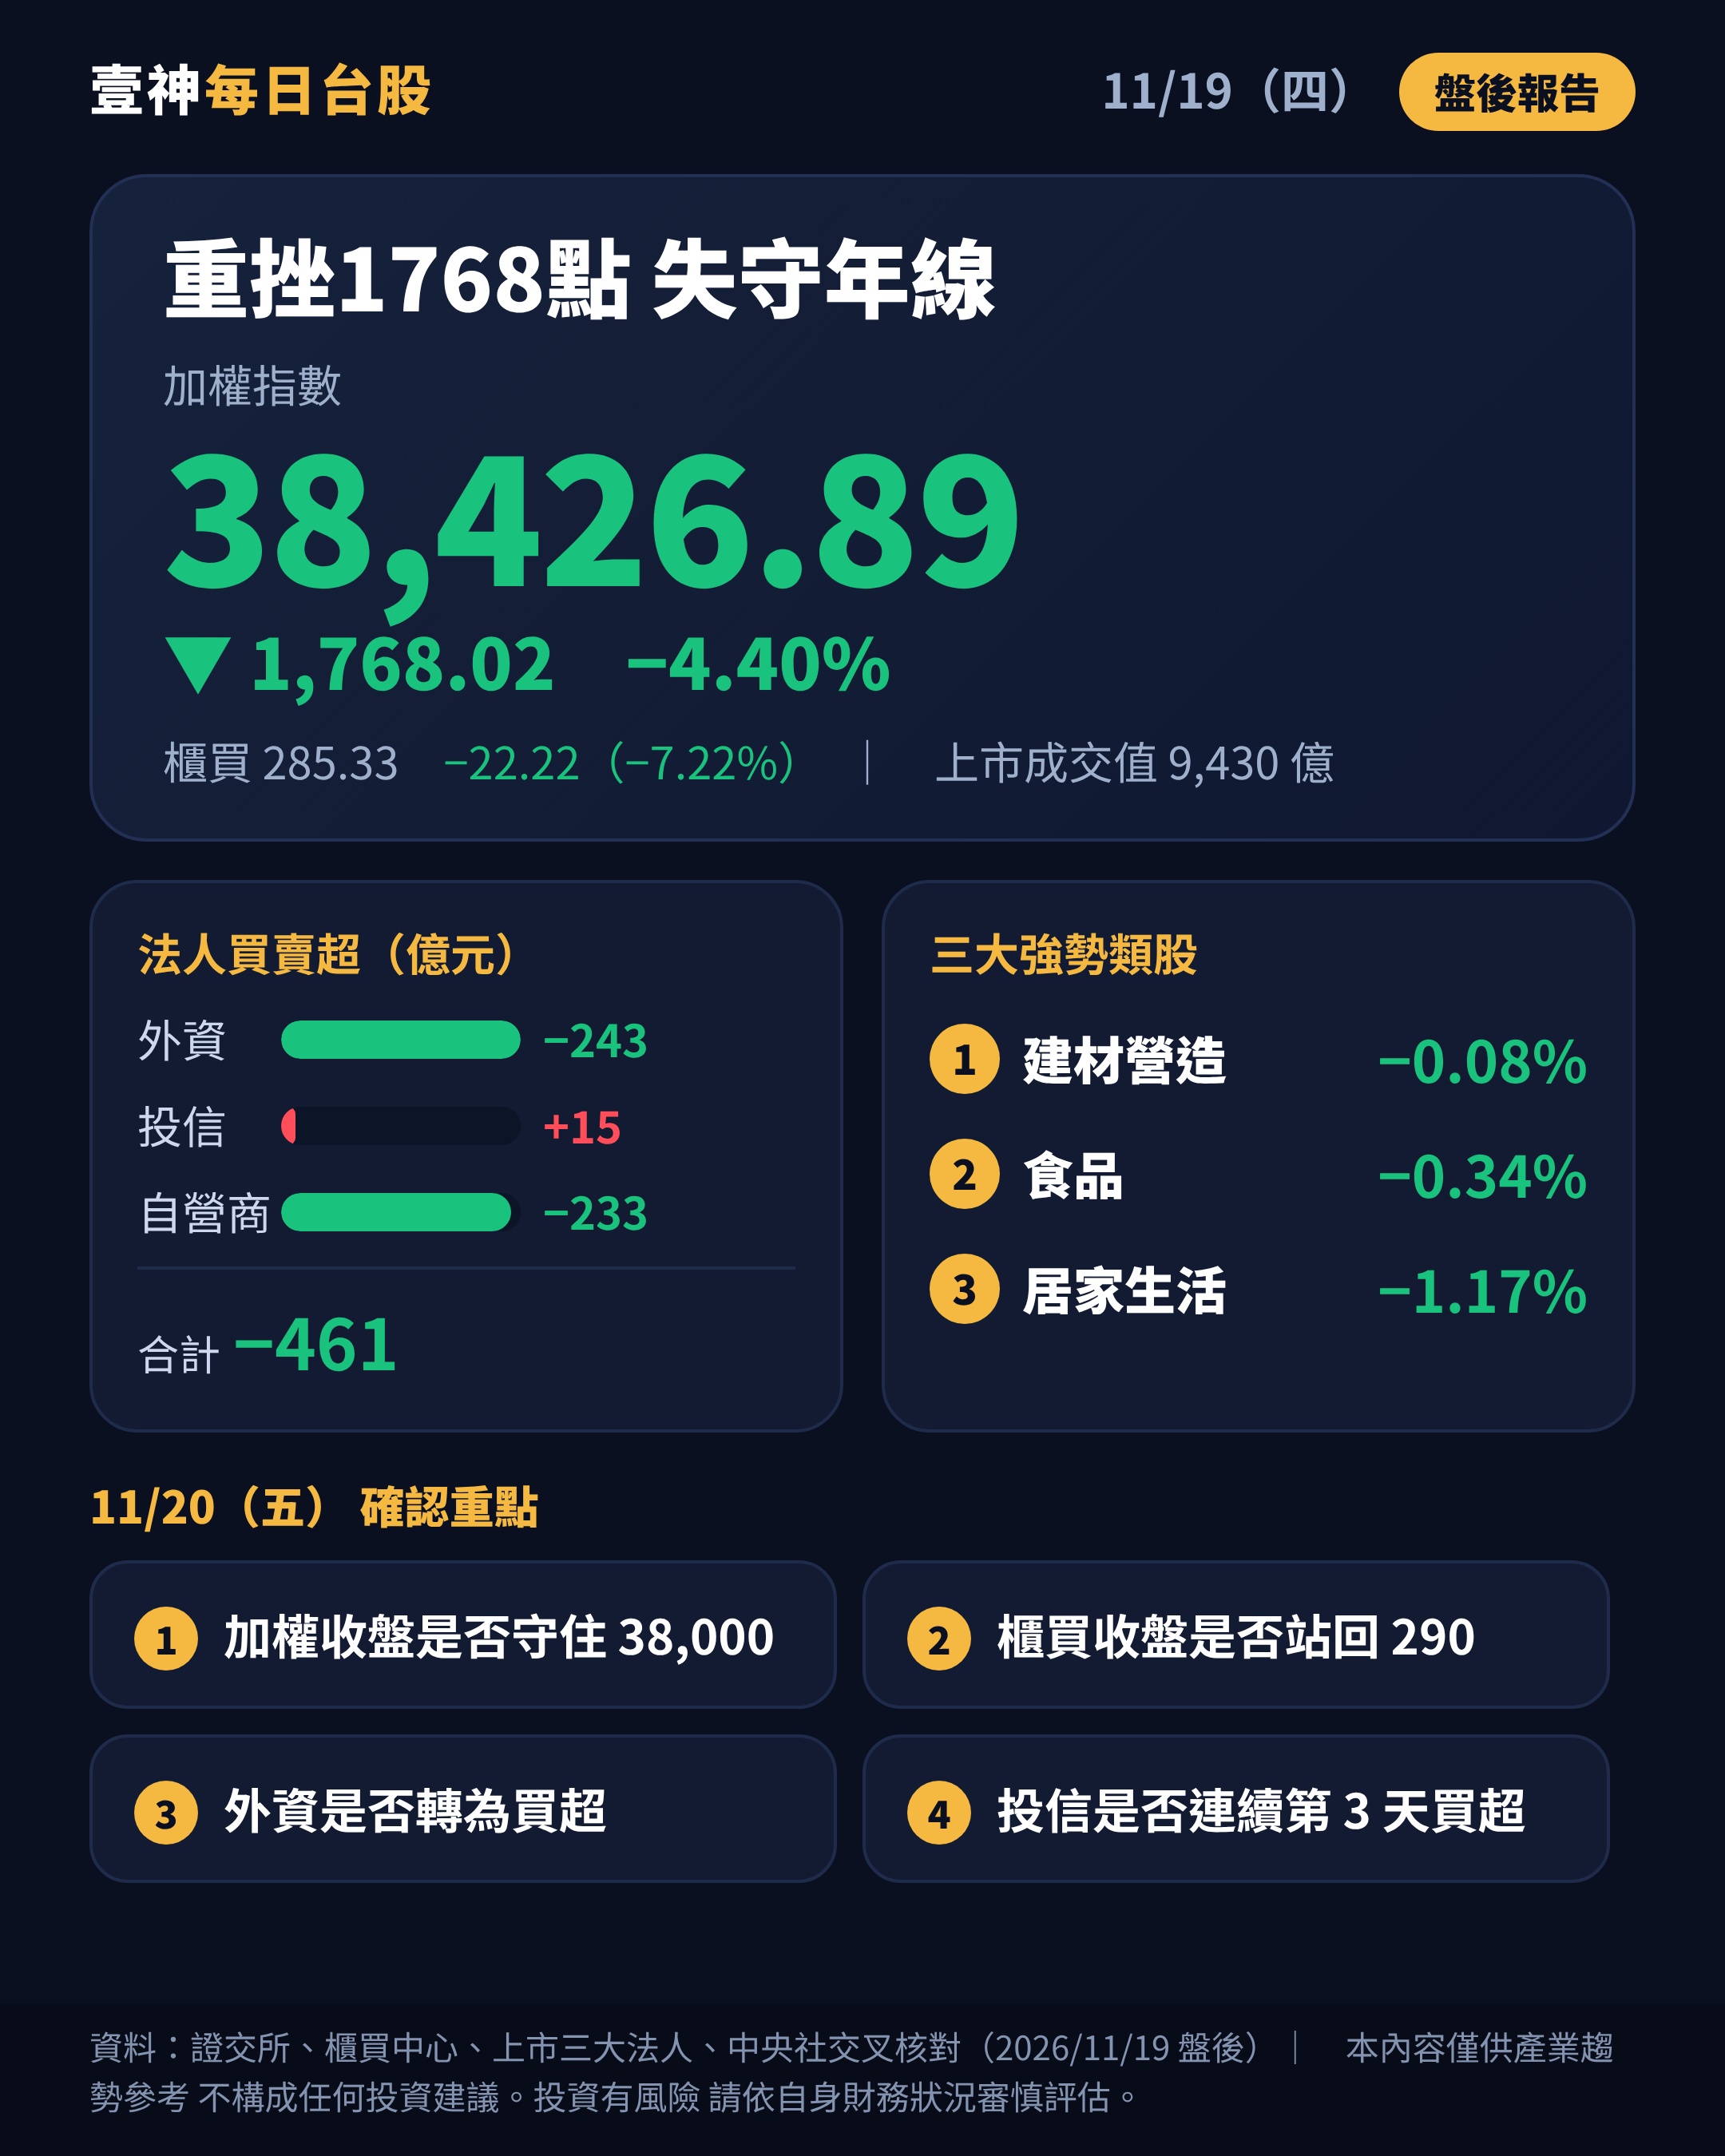 壹神每日台股 11/19（四） 盤後報告
重挫1768點 失守年線
加權指數
38,426.89
▼ 1,768.02 −4.40%
櫃買 285.33 −22.22（−7.22%） ｜ 上市成交值 9,430 億
法人買賣超（億元）
外資 −243
投信 +15
自營商 −233
合計 −461
三大強勢類股
1 建材營造 −0.08%
2 食品 −0.34%
3 居家生活 −1.17%
11/20（五） 確認重點
1 加權收盤是否守住 38,000
2 櫃買收盤是否站回 290
3 外資是否轉為買超
4 投信是否連續第 3 天買超
資料：證交所、櫃買中心、上市三大法人、中央社交叉核對（2026/11/19 盤後）｜ 本內容僅供產業趨
勢參考 不構成任何投資建議。投資有風險 請依自身財務狀況審慎評估。